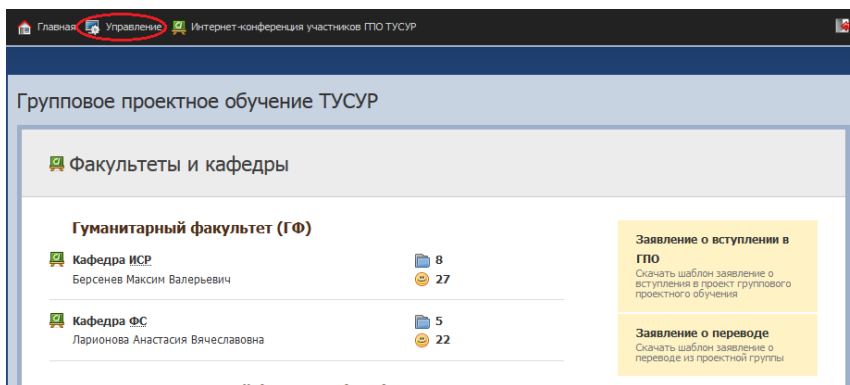 Главная Управление Интернет-конференция участников ГПО ТУСУР
Групповое проектное обучение ТУСУР
Факультеты и кафедры
Гуманитарный факультет (ГФ)
Кафедра ИСР 8
Берсенев Максим Валерьевич 27
Кафедра ФС 5
Ларионова Анастасия Вячеславовна 22
Заявление о вступлении в
ГПО
Скачать шаблон заявление о
вступления в проект группового
проектного обучения
Заявление о переводе
Скачать шаблон заявление о
переводе из проектной группы